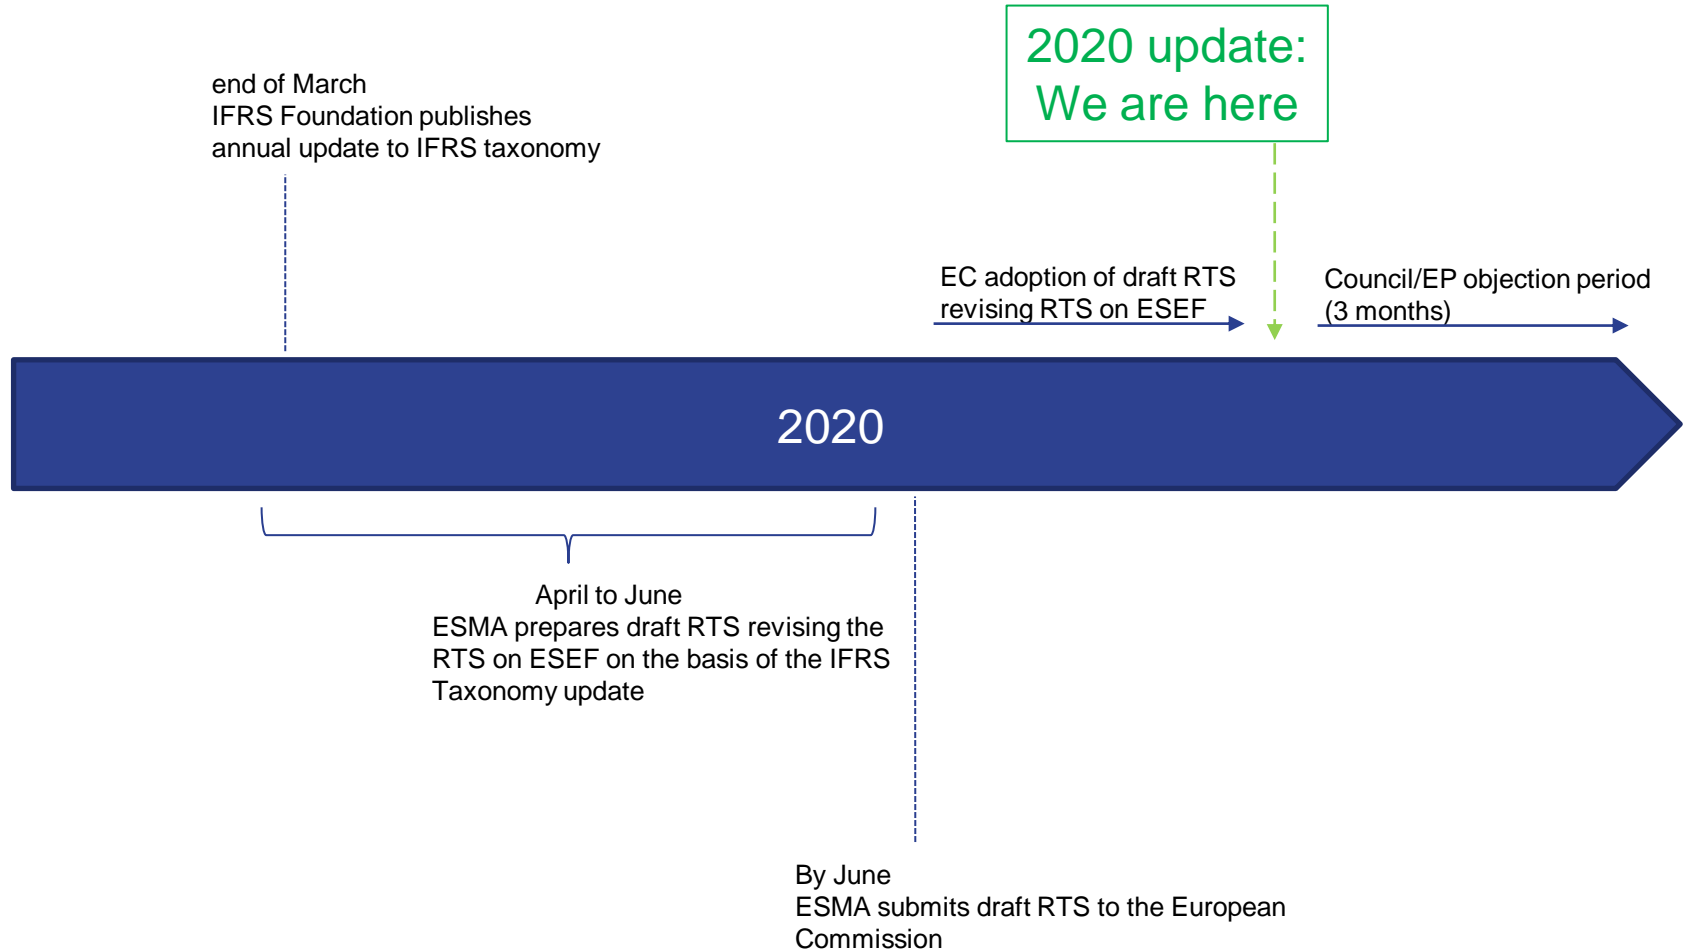 2020 update:
We are here
end of March
IFRS Foundation publishes
annual update to IFRS taxonomy
EC adoption of draft RTS
revising RTS on ESEF
Council/EP objection period
(3 months)
2020
April to June
ESMA prepares draft RTS revising the
RTS on ESEF on the basis of the IFRS
Taxonomy update
By June
ESMA submits draft RTS to the European
Commission